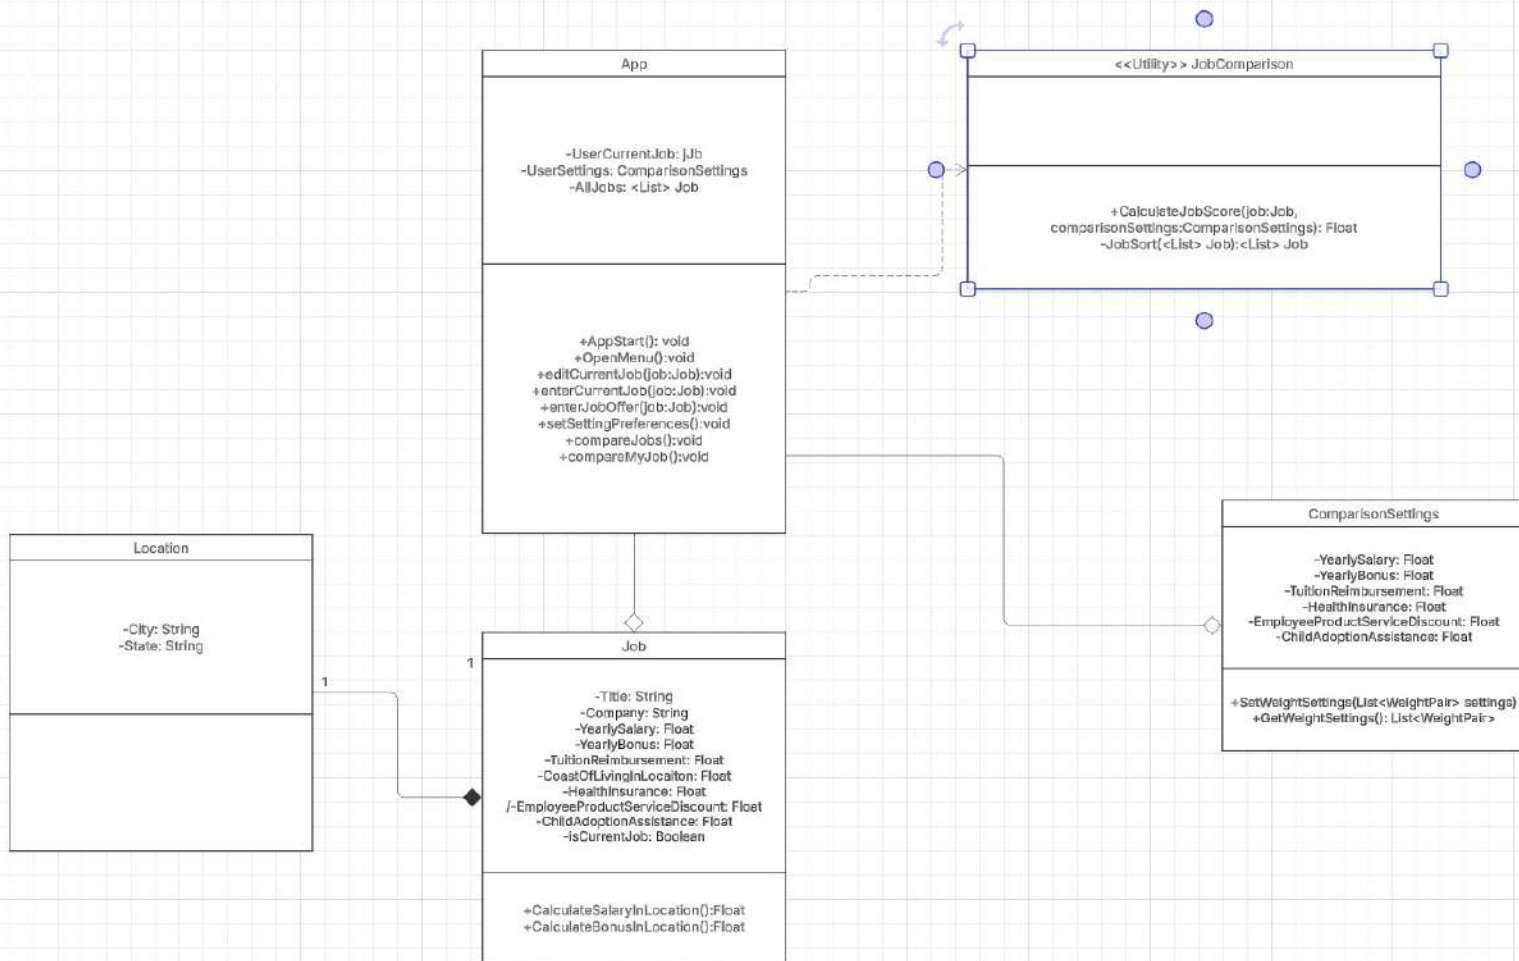 App
-UserCurrentJob: jJb
-UserSettings: ComparisonSettings
-AllJobs: <List> Job
+AppStart(): void
+OpenMenu():void
+editCurrentJob(job:Job):void
+enterCurrentJob(job:Job):void
+enterJobOffer(job:Job):void
+setSettingPreferences():void
+compareJobs():void
+compareMyJob():void
<<Utility>> JobComparison
+CalculateJobScore(job:Job,
comparisonSettings:ComparisonSettings): Float
-JobSort(<List> Job):<List> Job
Location
-City: String
-State: String
1
1
Job
-Title: String
-Company: String
-YearlySalary: Float
-YearlyBonus: Float
-TuitionReimbursement: Float
-CoastOfLivingInLocaiton: Float
-HealthInsurance: Float
/-EmployeeProductServiceDiscount: Float
-ChildAdoptionAssistance: Float
-isCurrentJob: Boolean
+CalculateSalaryInLocation():Float
+CalculateBonusInLocation():Float
ComparisonSettings
-YearlySalary: Float
-YearlyBonus: Float
-TuitionReimbursement: Float
-HealthInsurance: Float
-EmployeeProductServiceDiscount: Float
-ChildAdoptionAssistance: Float
+SetWeightSettings(List<WeightPair> settings)
+GetWeightSettings(): List<WeightPair>